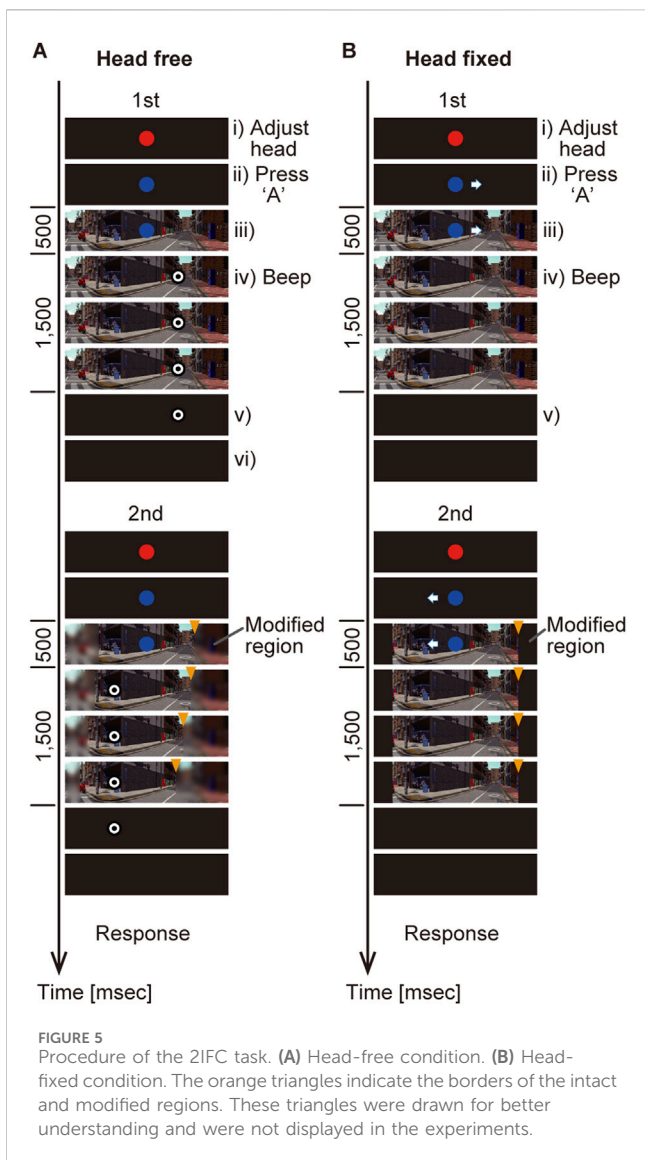 A
Head free
1st
i) Adjust
head
ii) Press
'A'
500
iii)
iv) Beep
1,500
v)
vi)
2nd
500
Modified
region
1,500
Response
Time [msec]
B
Head fixed
1st
i) Adjust
head
ii) Press
'A'
500
iii)
iv) Beep
1,500
v)
2nd
500
Modified
region
1,500
Response
Time [msec]
FIGURE 5
Procedure of the 2IFC task. (A) Head-free condition. (B) Head-
fixed condition. The orange triangles indicate the borders of the intact
and modified regions. These triangles were drawn for better
understanding and were not displayed in the experiments.